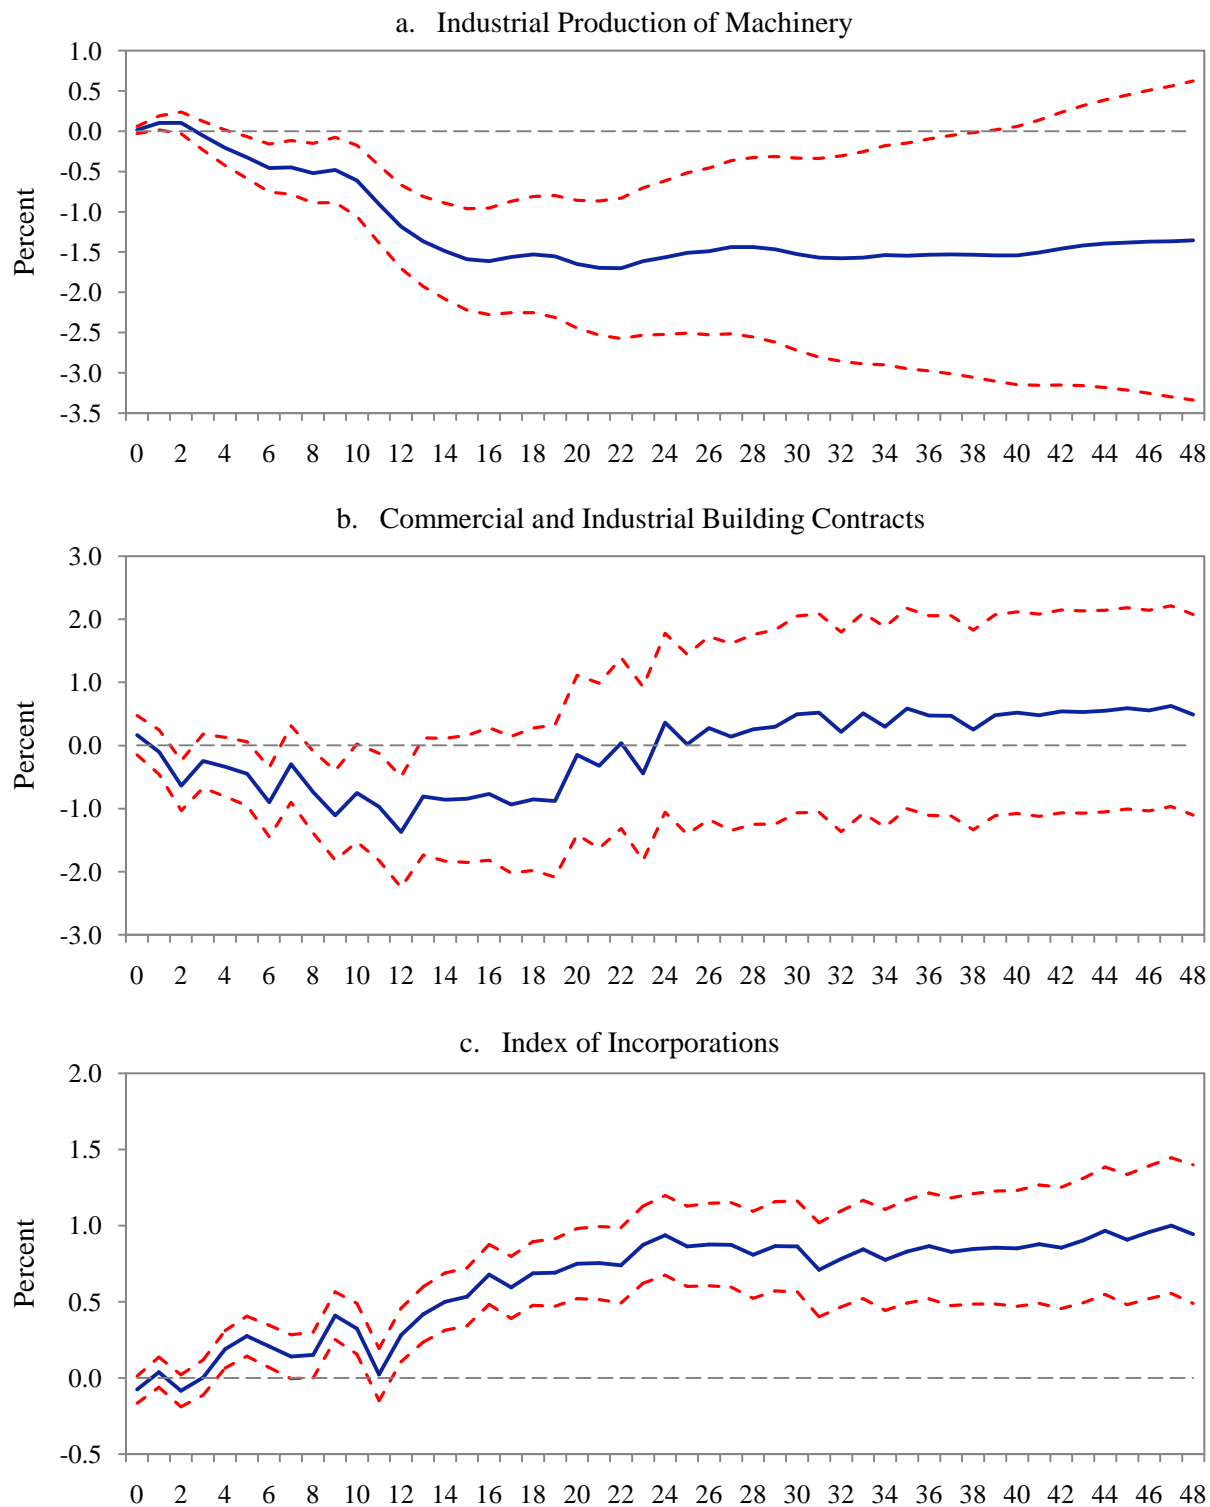 a. Industrial Production of Machinery
1.0
0.5
0.0
-0.5
-1.0
-1.5
-2.0
-2.5
-3.0
-3.5
Percent
0 2 4 6 8 10 12 14 16 18 20 22 24 26 28 30 32 34 36 38 40 42 44 46 48
b. Commercial and Industrial Building Contracts
3.0
2.0
1.0
0.0
-1.0
-2.0
-3.0
Percent
0 2 4 6 8 10 12 14 16 18 20 22 24 26 28 30 32 34 36 38 40 42 44 46 48
c. Index of Incorporations
2.0
1.5
1.0
0.5
0.0
-0.5
Percent
0 2 4 6 8 10 12 14 16 18 20 22 24 26 28 30 32 34 36 38 40 42 44 46 48